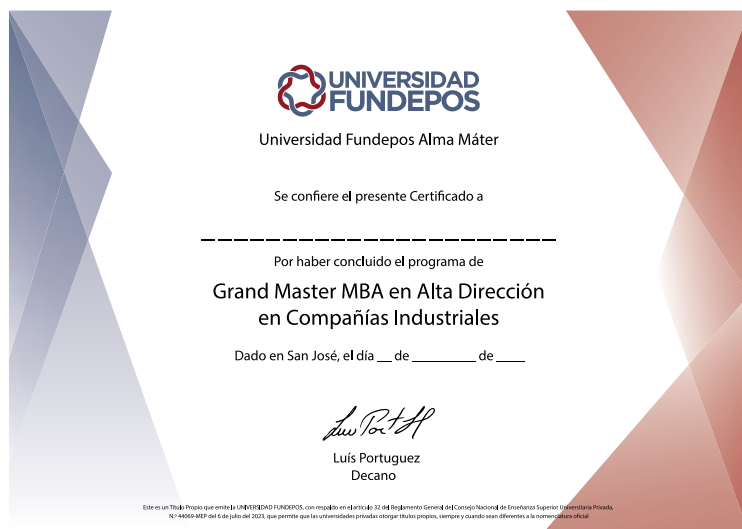 UNIVERSIDAD
FUNDEPOS
Universidad Fundepos Alma Máter
Se confiere el presente Certificado a
Por haber concluido el programa de
Grand Master MBA en Alta Dirección
en Compañías Industriales
Dado en San José, el día __ de ________ de ____
Luís Portuguez
Decano
Este es un Título Propio que emite la UNIVERSIDAD FUNDEPOS, con respaldo en el artículo 32 del Reglamento General del Consejo Nacional de Enseñanza Superior Universitaria Privada,
N.º 44069-MEP del 6 de julio del 2023, que permite que las universidades privadas otorgar títulos propios, siempre y cuando sean diferentes a la nomenclatura oficial